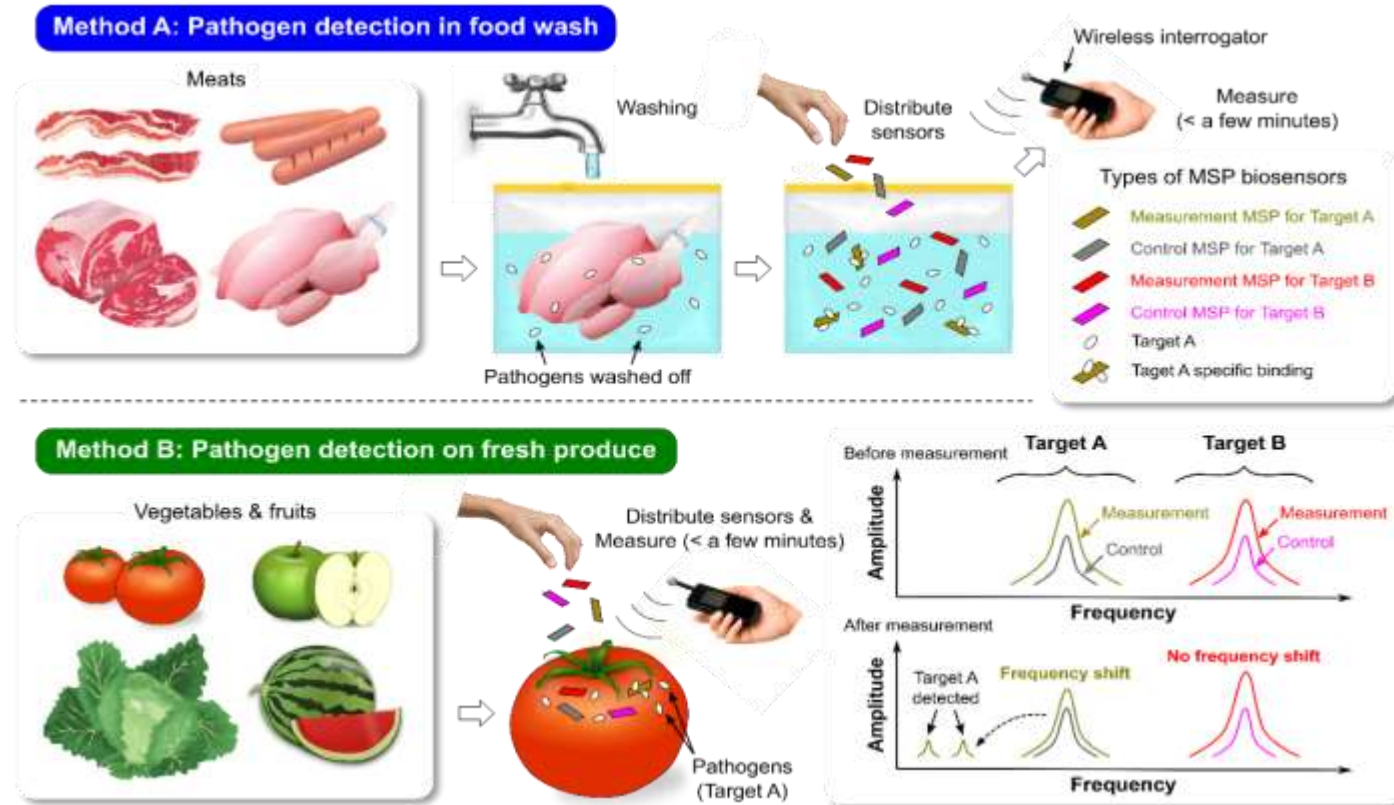 Method A: Pathogen detection in food wash
Meats
Washing
Pathogens washed off
Distribute
sensors
Wireless interrogator
Measure
(< a few minutes)
Types of MSP biosensors
Measurement MSP for Target A
Control MSP for Target A
Measurement MSP for Target B
Control MSP for Target B
Target A
Taget A specific binding
Method B: Pathogen detection on fresh produce
Vegetables & fruits
Distribute sensors &
Measure (< a few minutes)
Pathogens
(Target A)
Before measurement
Target A
Target B
Amplitude
Measurement
Control
Measurement
Control
Frequency
After measurement
Amplitude
Target A
detected
Frequency shift
No frequency shift
Frequency